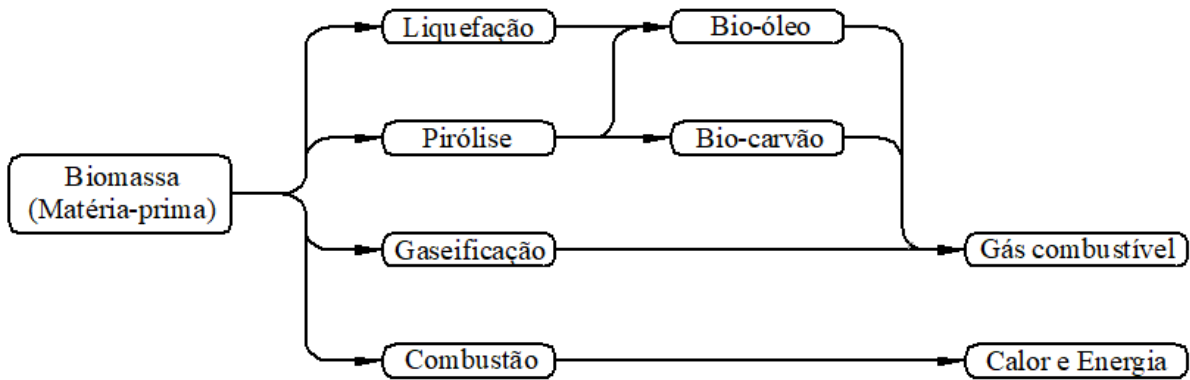 Liquefação
Bio-óleo
Pirólise
Bio-carvão
Biomassa
(Matéria-prima)
Gaseificação
Gás combustível
Combustão
Calor e Energia